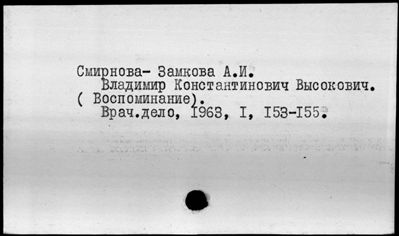 Смирнова- Замкова А.И.
Владимир Константинович Высокович.
( Воспоминание).
Врач.дело, 1963, I, 153-155.